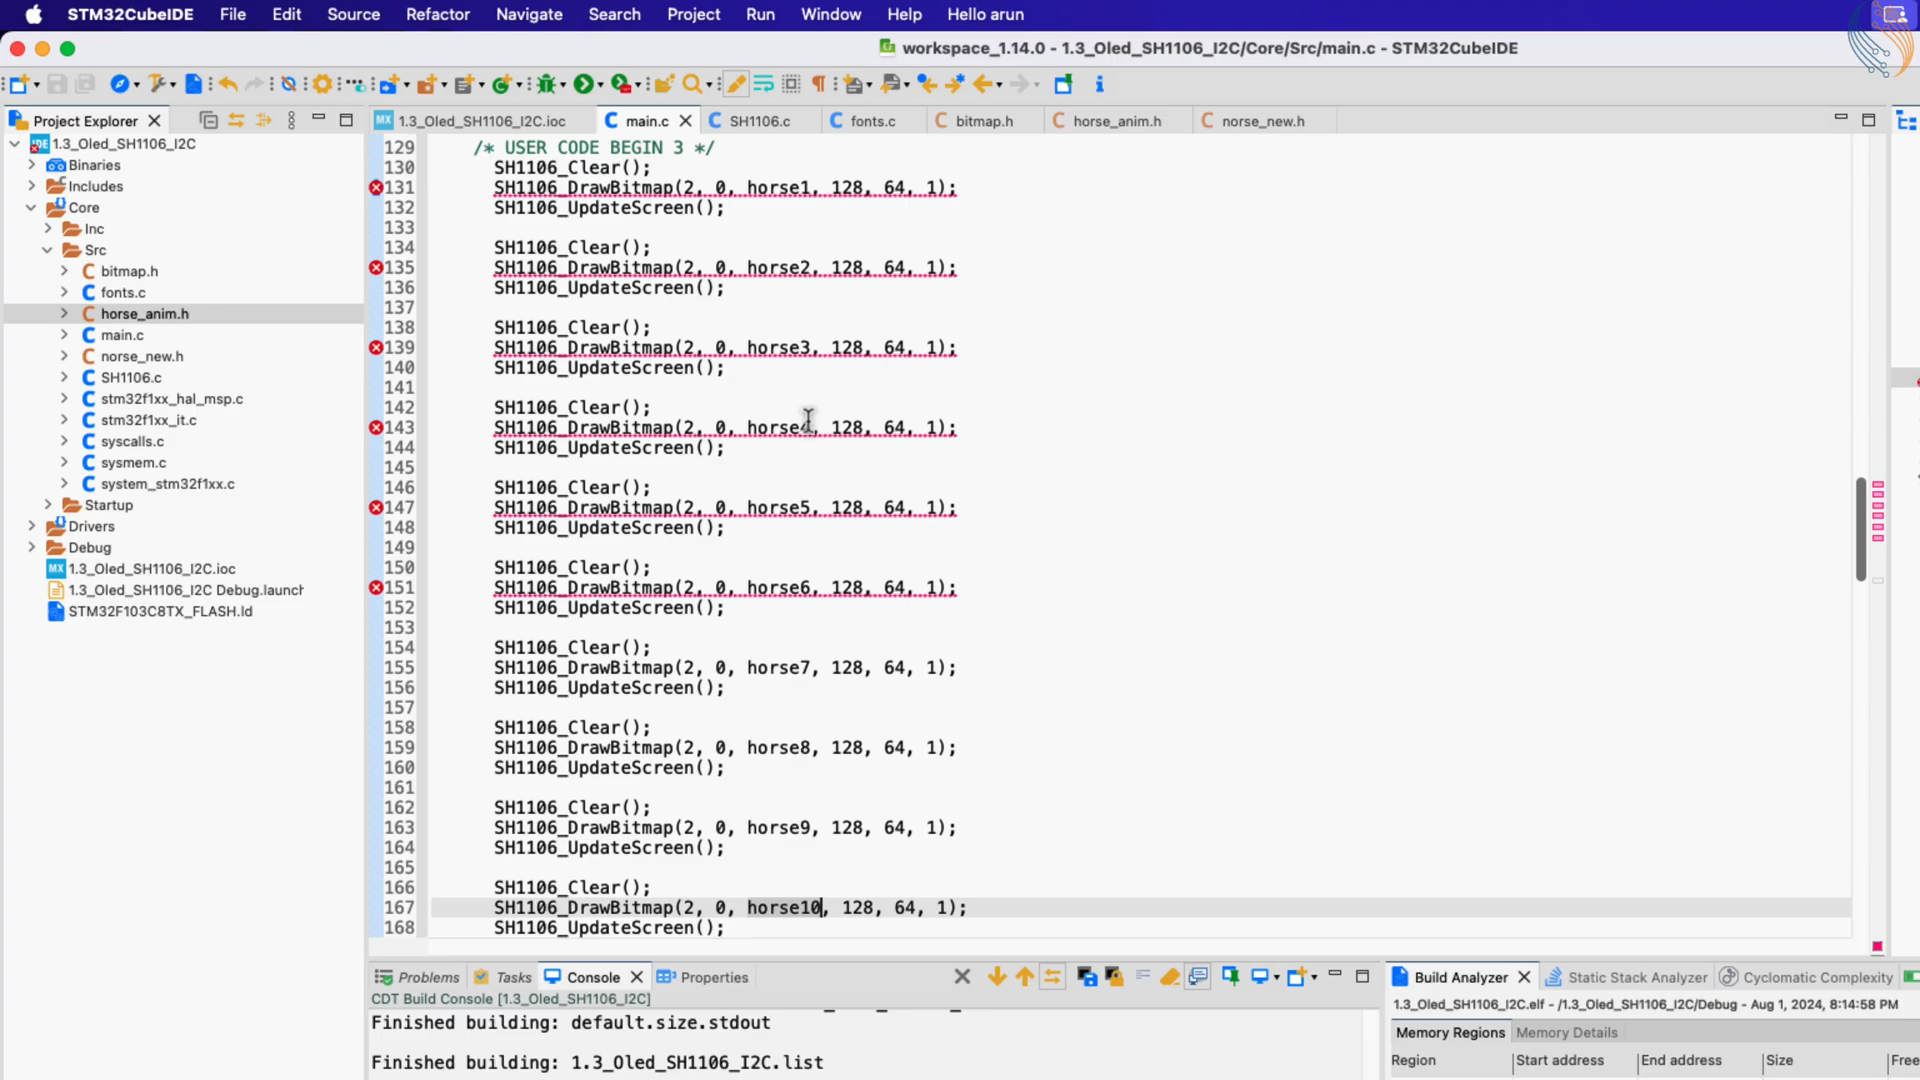 STM32CubeIDE File Edit Source Refactor Navigate Search Project Run Window Help Hello arun
workspace_1.14.0 - 1.3_Oled_SH1106_I2C/Core/Src/main.c - STM32CubeIDE
Project Explorer
1.3_Oled_SH1106_I2C
Binaries
Includes
Core
Inc
Src
bitmap.h
fonts.c
horse_anim.h
main.c
norse_new.h
SH1106.c
stm32f1xx_hal_msp.c
stm32f1xx_it.c
syscalls.c
sysmem.c
system_stm32f1xx.c
Startup
Drivers
Debug
1.3_Oled_SH1106_I2C.ioc
1.3_Oled_SH1106_I2C Debug.launch
STM32F103C8TX_FLASH.ld
1.3_Oled_SH1106_I2C.ioc main.c SH1106.c fonts.c bitmap.h horse_anim.h norse_new.h
129 /* USER CODE BEGIN 3 */
130 SH1106_Clear();
131 SH1106_DrawBitmap(2, 0, horse1, 128, 64, 1);
132 SH1106_UpdateScreen();
133
134 SH1106_Clear();
135 SH1106_DrawBitmap(2, 0, horse2, 128, 64, 1);
136 SH1106_UpdateScreen();
137
138 SH1106_Clear();
139 SH1106_DrawBitmap(2, 0, horse3, 128, 64, 1);
140 SH1106_UpdateScreen();
141
142 SH1106_Clear();
143 SH1106_DrawBitmap(2, 0, horse4, 128, 64, 1);
144 SH1106_UpdateScreen();
145
146 SH1106_Clear();
147 SH1106_DrawBitmap(2, 0, horse5, 128, 64, 1);
148 SH1106_UpdateScreen();
149
150 SH1106_Clear();
151 SH1106_DrawBitmap(2, 0, horse6, 128, 64, 1);
152 SH1106_UpdateScreen();
153
154 SH1106_Clear();
155 SH1106_DrawBitmap(2, 0, horse7, 128, 64, 1);
156 SH1106_UpdateScreen();
157
158 SH1106_Clear();
159 SH1106_DrawBitmap(2, 0, horse8, 128, 64, 1);
160 SH1106_UpdateScreen();
161
162 SH1106_Clear();
163 SH1106_DrawBitmap(2, 0, horse9, 128, 64, 1);
164 SH1106_UpdateScreen();
165
166 SH1106_Clear();
167 SH1106_DrawBitmap(2, 0, horse10, 128, 64, 1);
168 SH1106_UpdateScreen();
Problems Tasks Console Properties
CDT Build Console [1.3_Oled_SH1106_I2C]
Finished building: default.size.stdout
Finished building: 1.3_Oled_SH1106_I2C.list
Build Analyzer Static Stack Analyzer Cyclomatic Complexity
1.3_Oled_SH1106_I2C.elf - /1.3_Oled_SH1106_I2C/Debug - Aug 1, 2024, 8:14:58 PM
Memory Regions Memory Details
Region Start address End address Size Free